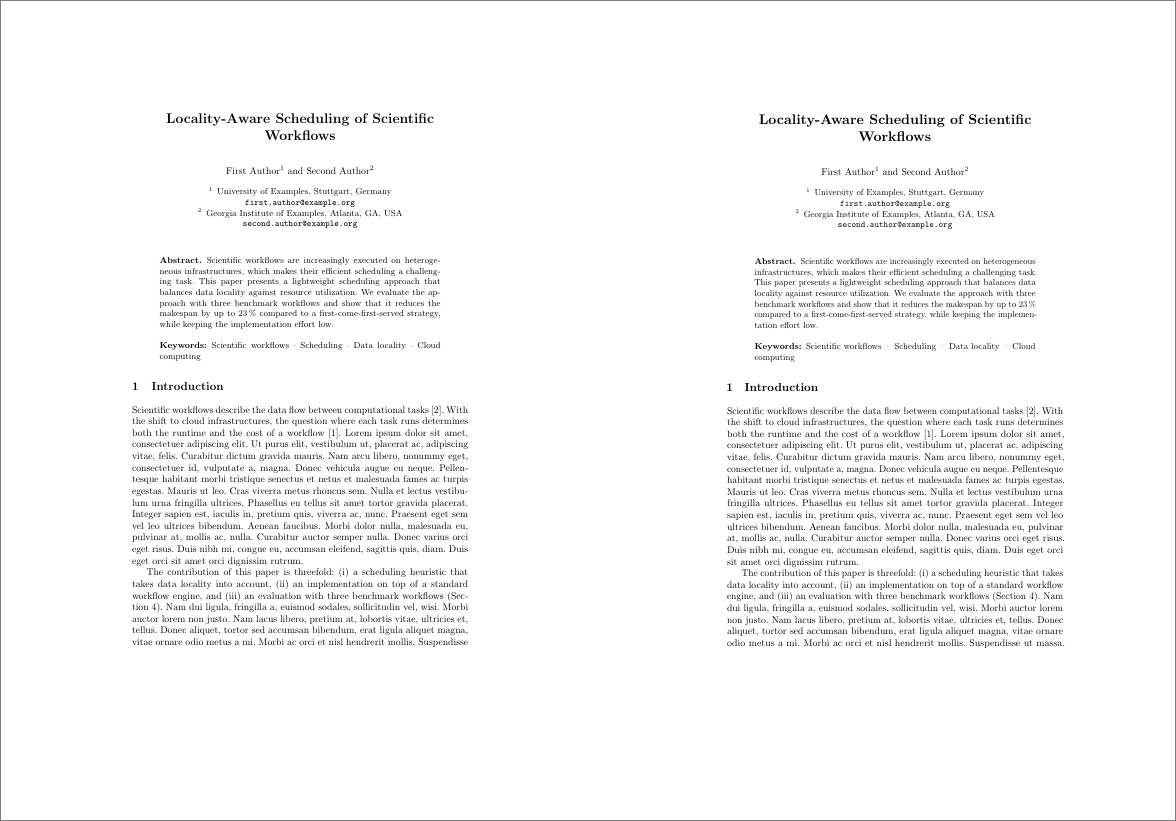 Locality-Aware Scheduling of Scientific
Workflows
First Author1 and Second Author2
1 University of Examples, Stuttgart, Germany
first.author@example.org
2 Georgia Institute of Examples, Atlanta, GA, USA
second.author@example.org
Abstract. Scientific workflows are increasingly executed on heteroge-
neous infrastructures, which makes their efficient scheduling a challeng-
ing task. This paper presents a lightweight scheduling approach that
balances data locality against resource utilization. We evaluate the ap-
proach with three benchmark workflows and show that it reduces the
makespan by up to 23 % compared to a first-come-first-served strategy,
while keeping the implementation effort low.
Keywords: Scientific workflows · Scheduling · Data locality · Cloud
computing
1 Introduction
Scientific workflows describe the data flow between computational tasks [2]. With
the shift to cloud infrastructures, the question where each task runs determines
both the runtime and the cost of a workflow [1]. Lorem ipsum dolor sit amet,
consectetuer adipiscing elit. Ut purus elit, vestibulum ut, placerat ac, adipiscing
vitae, felis. Curabitur dictum gravida mauris. Nam arcu libero, nonummy eget,
consectetuer id, vulputate a, magna. Donec vehicula augue eu neque. Pellen-
tesque habitant morbi tristique senectus et netus et malesuada fames ac turpis
egestas. Mauris ut leo. Cras viverra metus rhoncus sem. Nulla et lectus vestibu-
lum urna fringilla ultrices. Phasellus eu tellus sit amet tortor gravida placerat.
Integer sapien est, iaculis in, pretium quis, viverra ac, nunc. Praesent eget sem
vel leo ultrices bibendum. Aenean faucibus. Morbi dolor nulla, malesuada eu,
pulvinar at, mollis ac, nulla. Curabitur auctor semper nulla. Donec varius orci
eget risus. Duis nibh mi, congue eu, accumsan eleifend, sagittis quis, diam. Duis
eget orci sit amet orci dignissim rutrum.
The contribution of this paper is threefold: (i) a scheduling heuristic that
takes data locality into account, (ii) an implementation on top of a standard
workflow engine, and (iii) an evaluation with three benchmark workflows (Sec-
tion 4). Nam dui ligula, fringilla a, euismod sodales, sollicitudin vel, wisi. Morbi
auctor lorem non justo. Nam lacus libero, pretium at, lobortis vitae, ultricies et,
tellus. Donec aliquet, tortor sed accumsan bibendum, erat ligula aliquet magna,
vitae ornare odio metus a mi. Morbi ac orci et nisl hendrerit mollis. Suspendisse
Locality-Aware Scheduling of Scientific
Workflows
First Author1 and Second Author2
1 University of Examples, Stuttgart, Germany
first.author@example.org
2 Georgia Institute of Examples, Atlanta, GA, USA
second.author@example.org
Abstract. Scientific workflows are increasingly executed on heterogeneous
infrastructures, which makes their efficient scheduling a challenging task.
This paper presents a lightweight scheduling approach that balances data
locality against resource utilization. We evaluate the approach with three
benchmark workflows and show that it reduces the makespan by up to 23 %
compared to a first-come-first-served strategy, while keeping the implemen-
tation effort low.
Keywords: Scientific workflows · Scheduling · Data locality · Cloud
computing
1 Introduction
Scientific workflows describe the data flow between computational tasks [2]. With
the shift to cloud infrastructures, the question where each task runs determines
both the runtime and the cost of a workflow [1]. Lorem ipsum dolor sit amet,
consectetuer adipiscing elit. Ut purus elit, vestibulum ut, placerat ac, adipiscing
vitae, felis. Curabitur dictum gravida mauris. Nam arcu libero, nonummy eget,
consectetuer id, vulputate a, magna. Donec vehicula augue eu neque. Pellentesque
habitant morbi tristique senectus et netus et malesuada fames ac turpis egestas.
Mauris ut leo. Cras viverra metus rhoncus sem. Nulla et lectus vestibulum urna
fringilla ultrices. Phasellus eu tellus sit amet tortor gravida placerat. Integer
sapien est, iaculis in, pretium quis, viverra ac, nunc. Praesent eget sem vel leo
ultrices bibendum. Aenean faucibus. Morbi dolor nulla, malesuada eu, pulvinar
at, mollis ac, nulla. Curabitur auctor semper nulla. Donec varius orci eget risus.
Duis nibh mi, congue eu, accumsan eleifend, sagittis quis, diam. Duis eget orci
sit amet orci dignissim rutrum.
The contribution of this paper is threefold: (i) a scheduling heuristic that takes
data locality into account, (ii) an implementation on top of a standard workflow
engine, and (iii) an evaluation with three benchmark workflows (Section 4). Nam
dui ligula, fringilla a, euismod sodales, sollicitudin vel, wisi. Morbi auctor lorem
non justo. Nam lacus libero, pretium at, lobortis vitae, ultricies et, tellus. Donec
aliquet, tortor sed accumsan bibendum, erat ligula aliquet magna, vitae ornare
odio metus a mi. Morbi ac orci et nisl hendrerit mollis. Suspendisse ut massa.